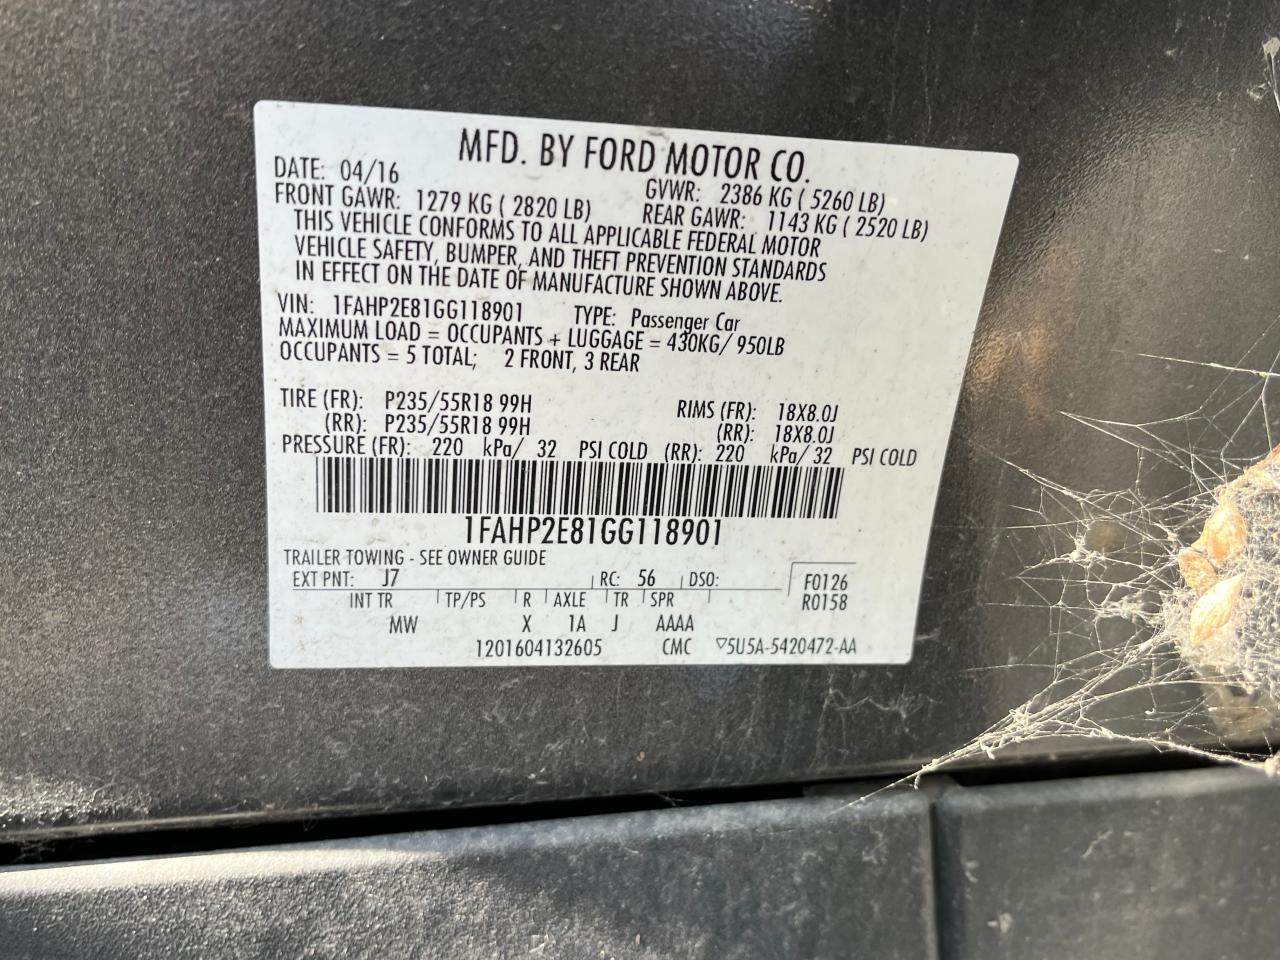 MFD. BY FORD MOTOR CO.
DATE: 04/16
GVWR: 2386 KG ( 5260 LB)
FRONT GAWR: 1279 KG ( 2820 LB)
REAR GAWR: 1143 KG ( 2520 LB)
THIS VEHICLE CONFORMS TO ALL APPLICABLE FEDERAL MOTOR
VEHICLE SAFETY, BUMPER, AND THEFT PREVENTION STANDARDS
IN EFFECT ON THE DATE OF MANUFACTURE SHOWN ABOVE.
VIN: 1FAHP2E81GG118901 TYPE: Passenger Car
MAXIMUM LOAD = OCCUPANTS + LUGGAGE = 430KG/ 950LB
OCCUPANTS = 5 TOTAL; 2 FRONT, 3 REAR
TIRE (FR): P235/55R18 99H RIMS (FR): 18X8.0J
(RR): P235/55R18 99H (RR): 18X8.0J
PRESSURE (FR): 220 kPa/ 32 PSI COLD (RR): 220 kPa/ 32 PSI COLD
1FAHP2E81GG118901
TRAILER TOWING - SEE OWNER GUIDE
EXT PNT: J7 RC: 56 DSO: F0126
INT TR TP/PS R AXLE TR SPR R0158
MW X 1A J AAAA
1201604132605 CMC ▽5U5A-5420472-AA